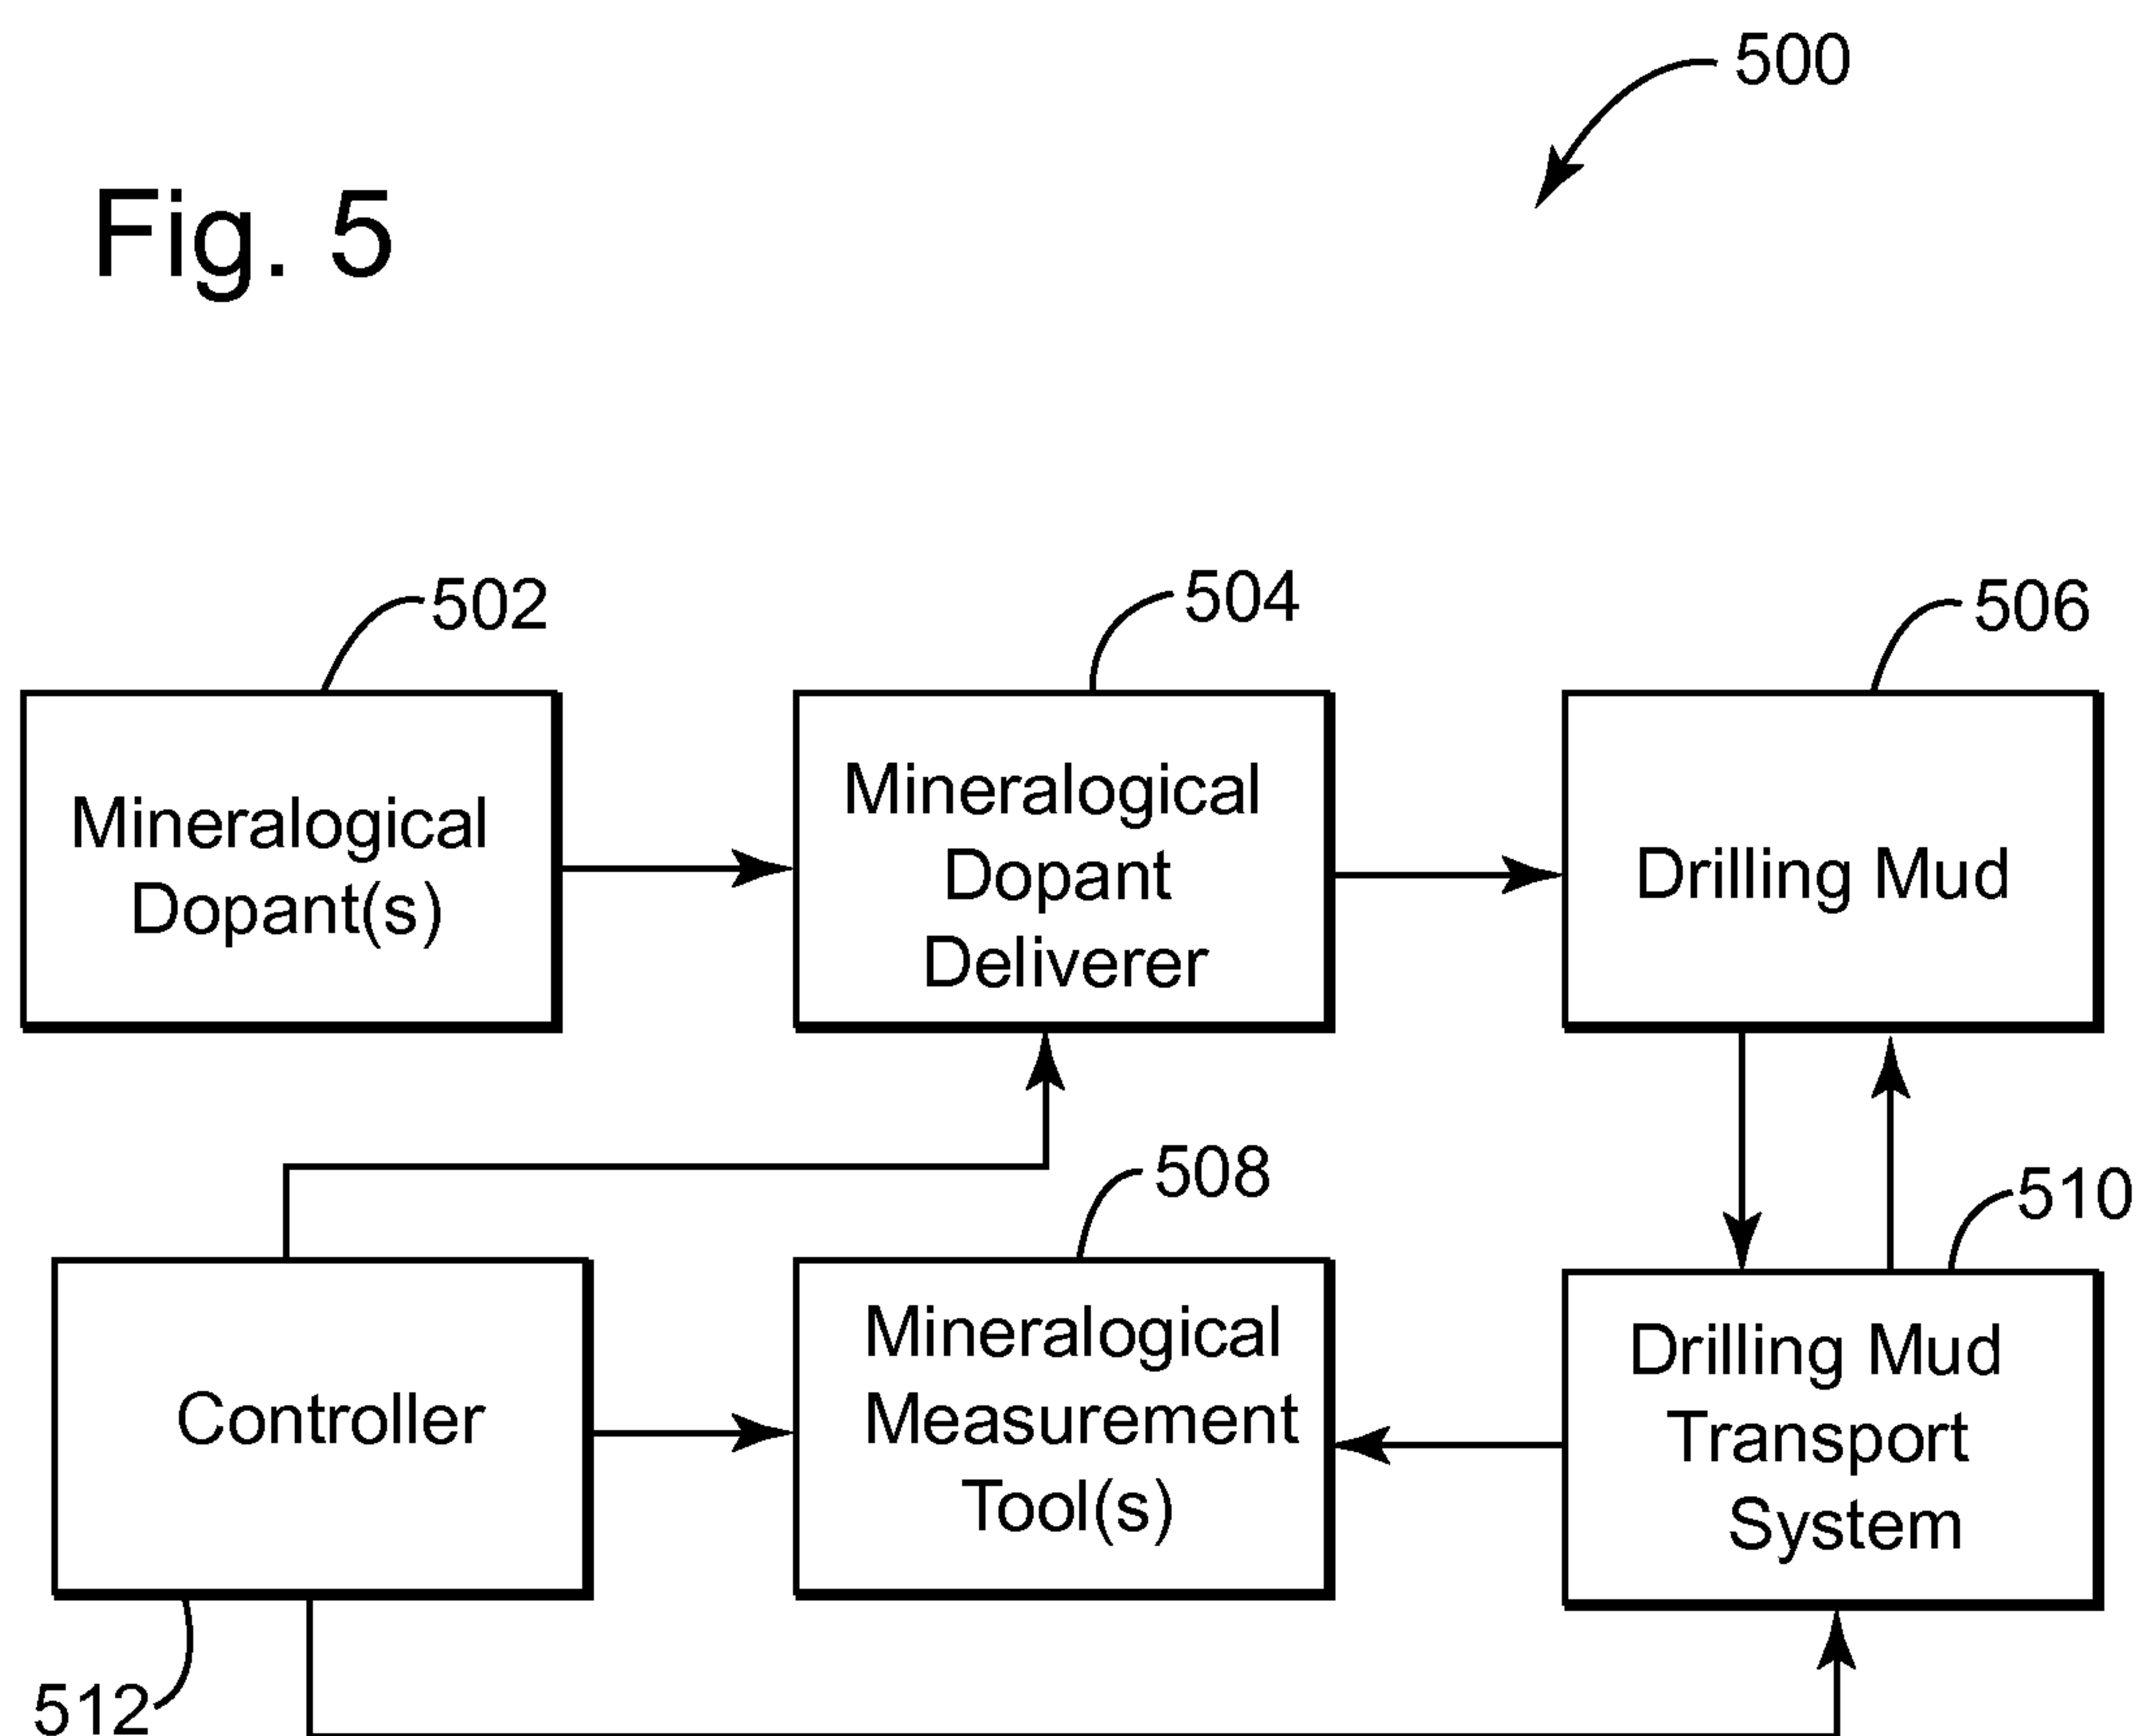 500
Fig. 5
502
504
506
Mineralogical
Dopant(s)
Mineralogical
Dopant
Deliverer
Drilling Mud
508
510
Controller
Mineralogical
Measurement
Tool(s)
Drilling Mud
Transport
System
512